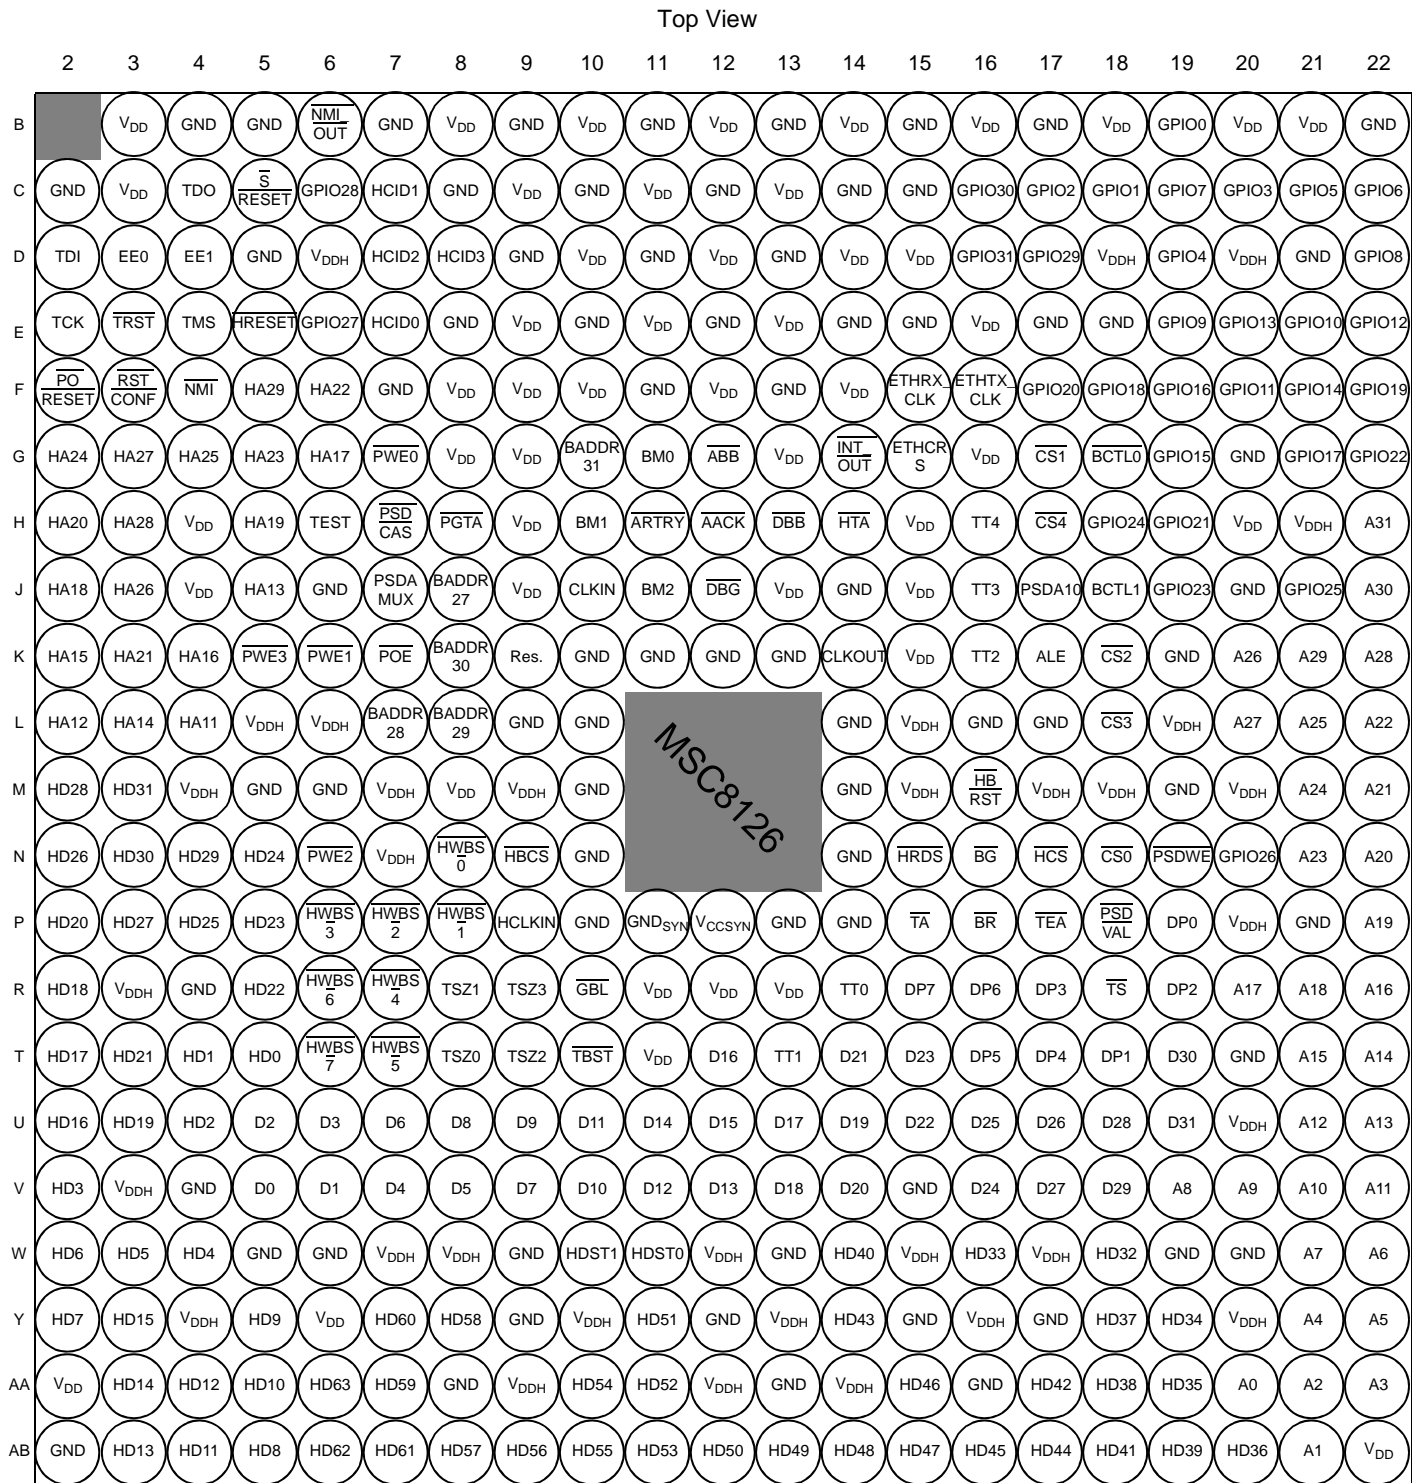 Top View
2 3 4 5 6 7 8 9 10 11 12 13 14 15 16 17 18 19 20 21 22
B VDD GND GND NMI_OUT GND VDD GND VDD GND VDD GND VDD GND VDD GND VDD GPIO0 VDD VDD GND
C GND VDD TDO S RESET GPIO28 HCID1 GND VDD GND VDD GND VDD GND GND GPIO30 GPIO2 GPIO1 GPIO7 GPIO3 GPIO5 GPIO6
D TDI EE0 EE1 GND VDDH HCID2 HCID3 GND VDD GND VDD GND VDD VDD GPIO31 GPIO29 VDDH GPIO4 VDDH GND GPIO8
E TCK TRST TMS HRESET GPIO27 HCID0 GND VDD GND VDD GND VDD GND GND VDD GND GND GPIO9 GPIO13 GPIO10 GPIO12
F PO RESET RST CONF NMI HA29 HA22 GND VDD VDD VDD GND VDD GND VDD ETHRX_CLK ETHTX_CLK GPIO20 GPIO18 GPIO16 GPIO11 GPIO14 GPIO19
G HA24 HA27 HA25 HA23 HA17 PWE0 VDD VDD BADDR 31 BM0 ABB VDD INT_OUT ETHCR S VDD CS1 BCTL0 GPIO15 GND GPIO17 GPIO22
H HA20 HA28 VDD HA19 TEST PSD CAS PGTA VDD BM1 ARTRY AACK DBB HTA VDD TT4 CS4 GPIO24 GPIO21 VDD VDDH A31
J HA18 HA26 VDD HA13 GND PSDA MUX BADDR 27 VDD CLKIN BM2 DBG VDD GND VDD TT3 PSDA10 BCTL1 GPIO23 GND GPIO25 A30
K HA15 HA21 HA16 PWE3 PWE1 POE BADDR 30 Res. GND GND GND GND CLKOUT VDD TT2 ALE CS2 GND A26 A29 A28
L HA12 HA14 HA11 VDDH VDDH BADDR 28 BADDR 29 GND GND GND VDDH GND GND CS3 VDDH A27 A25 A22
MSC8126
M HD28 HD31 VDDH GND GND VDDH VDD VDDH GND GND VDDH HB RST VDDH VDDH GND VDDH A24 A21
N HD26 HD30 HD29 HD24 PWE2 VDDH HWBS 0 HBCS GND GND HRDS BG HCS CS0 PSDWE GPIO26 A23 A20
P HD20 HD27 HD25 HD23 HWBS 3 HWBS 2 HWBS 1 HCLKIN GND GNDSYN VCCSYN GND GND TA BR TEA PSD VAL DP0 VDDH GND A19
R HD18 VDDH GND HD22 HWBS 6 HWBS 4 TSZ1 TSZ3 GBL VDD VDD VDD TT0 DP7 DP6 DP3 TS DP2 A17 A18 A16
T HD17 HD21 HD1 HD0 HWBS 7 HWBS 5 TSZ0 TSZ2 TBST VDD D16 TT1 D21 D23 DP5 DP4 DP1 D30 GND A15 A14
U HD16 HD19 HD2 D2 D3 D6 D8 D9 D11 D14 D15 D17 D19 D22 D25 D26 D28 D31 VDDH A12 A13
V HD3 VDDH GND D0 D1 D4 D5 D7 D10 D12 D13 D18 D20 GND D24 D27 D29 A8 A9 A10 A11
W HD6 HD5 HD4 GND GND VDDH VDDH GND HDST1 HDST0 VDDH GND HD40 VDDH HD33 VDDH HD32 GND GND A7 A6
Y HD7 HD15 VDDH HD9 VDD HD60 HD58 GND VDDH HD51 GND VDDH HD43 GND VDDH GND HD37 HD34 VDDH A4 A5
AA VDD HD14 HD12 HD10 HD63 HD59 GND VDDH HD54 HD52 VDDH GND VDDH HD46 GND HD42 HD38 HD35 A0 A2 A3
AB GND HD13 HD11 HD8 HD62 HD61 HD57 HD56 HD55 HD53 HD50 HD49 HD48 HD47 HD45 HD44 HD41 HD39 HD36 A1 VDD